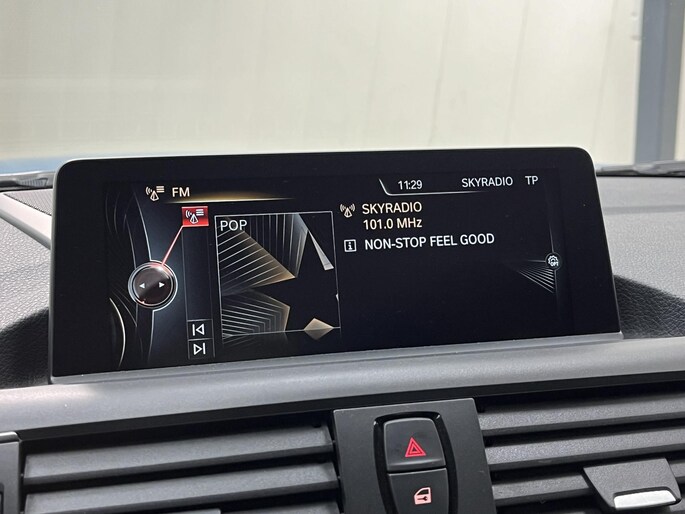 FM
11:29
SKYRADIO TP
POP
SKYRADIO
101.0 MHz
NON-STOP FEEL GOOD